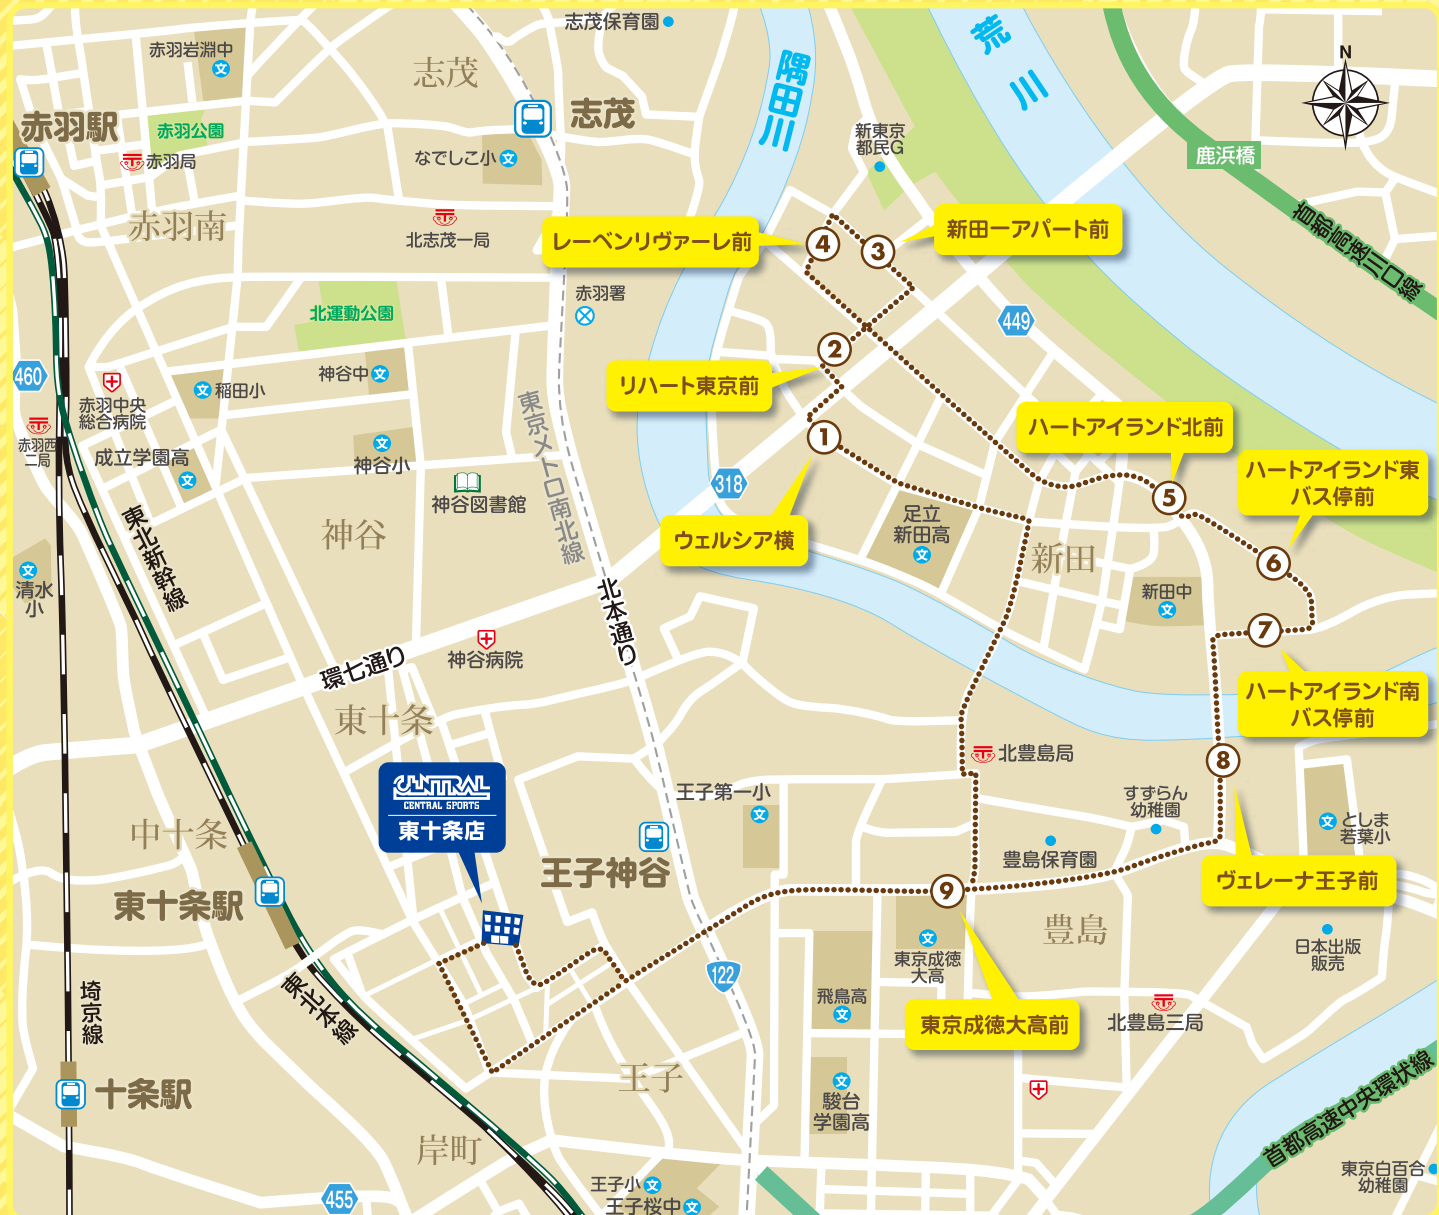 志茂保育園
荒川
隅田川
赤羽岩淵中
志茂
N
赤羽駅
赤羽公園
志茂
新東京
都民G
鹿浜橋
赤羽局
なでしこ小
赤羽南
北志茂一局
レーベンリヴァーレ前
4
3
新田一アパート前
首都高速川口線
赤羽署
北運動公園
449
2
460
神谷中
稲田小
リハート東京前
赤羽中央
総合病院
東京メトロ南北線
ハートアイランド北前
赤羽西
二局
成立学園高
神谷小
1
ハートアイランド東
バス停前
神谷図書館
318
5
東北新幹線
神谷
ウェルシア横
足立
新田高
新田
6
清水
小
北本通り
新田中
7
環七通り
神谷病院
ハートアイランド南
バス停前
東十条
北豊島局
8
CENTRAL
CENTRAL SPORTS
東十条店
王子第一小
すずらん
幼稚園
としま
若葉小
中十条
王子神谷
豊島保育園
ヴェレーナ王子前
東十条駅
9
豊島
日本出版
販売
東京成徳
大高
122
埼京線
東北本線
飛鳥高
東京成徳大高前
北豊島三局
王子
十条駅
駿台
学園高
首都高速中央環状線
岸町
東京白百合
幼稚園
王子小
455
王子桜中